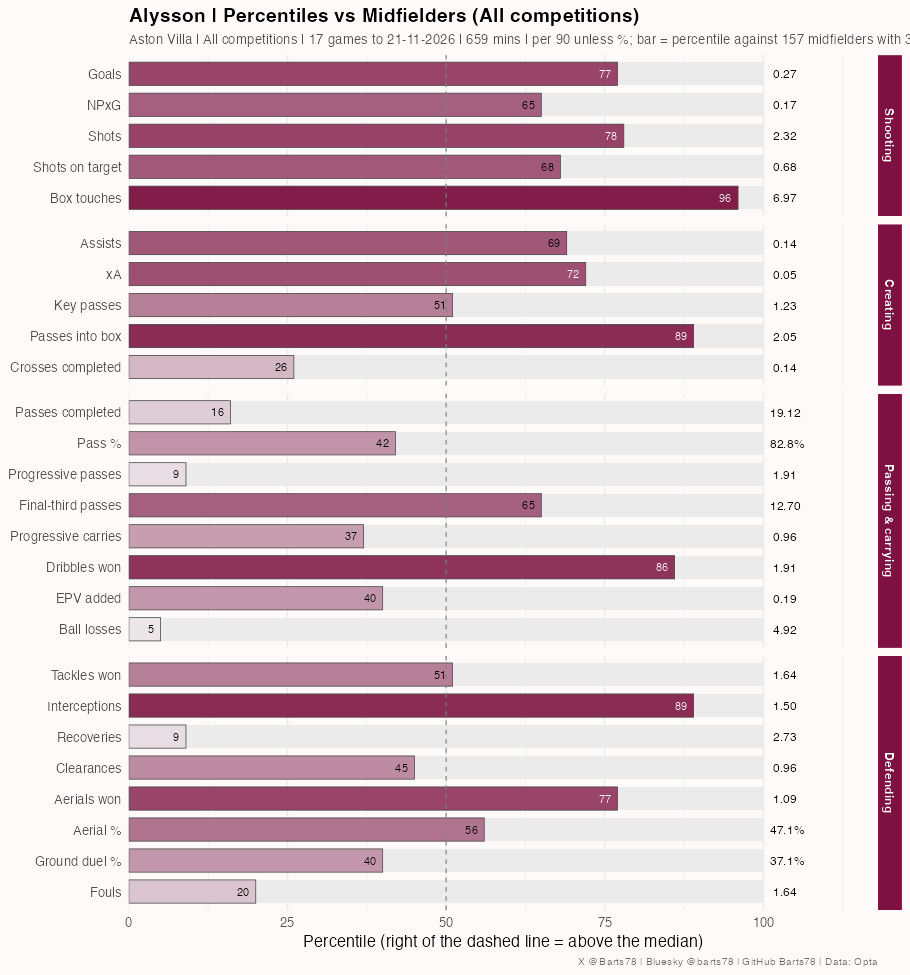 Alysson | Percentiles vs Midfielders (All competitions)
Aston Villa | All competitions | 17 games to 21-11-2026 | 659 mins | per 90 unless %; bar = percentile against 157 midfielders with 3
Goals 77 0.27
NPxG 65 0.17
Shots 78 2.32
Shots on target 68 0.68
Box touches 96 6.97
Shooting
Assists 69 0.14
xA 72 0.05
Key passes 51 1.23
Passes into box 89 2.05
Crosses completed 26 0.14
Creating
Passes completed 16 19.12
Pass % 42 82.8%
Progressive passes 9 1.91
Final-third passes 65 12.70
Progressive carries 37 0.96
Dribbles won 86 1.91
EPV added 40 0.19
Ball losses 5 4.92
Passing & carrying
Tackles won 51 1.64
Interceptions 89 1.50
Recoveries 9 2.73
Clearances 45 0.96
Aerials won 77 1.09
Aerial % 56 47.1%
Ground duel % 40 37.1%
Fouls 20 1.64
Defending
0 25 50 75 100
Percentile (right of the dashed line = above the median)
X @Barts78 | Bluesky @barts78 | GitHub Barts78 | Data: Opta